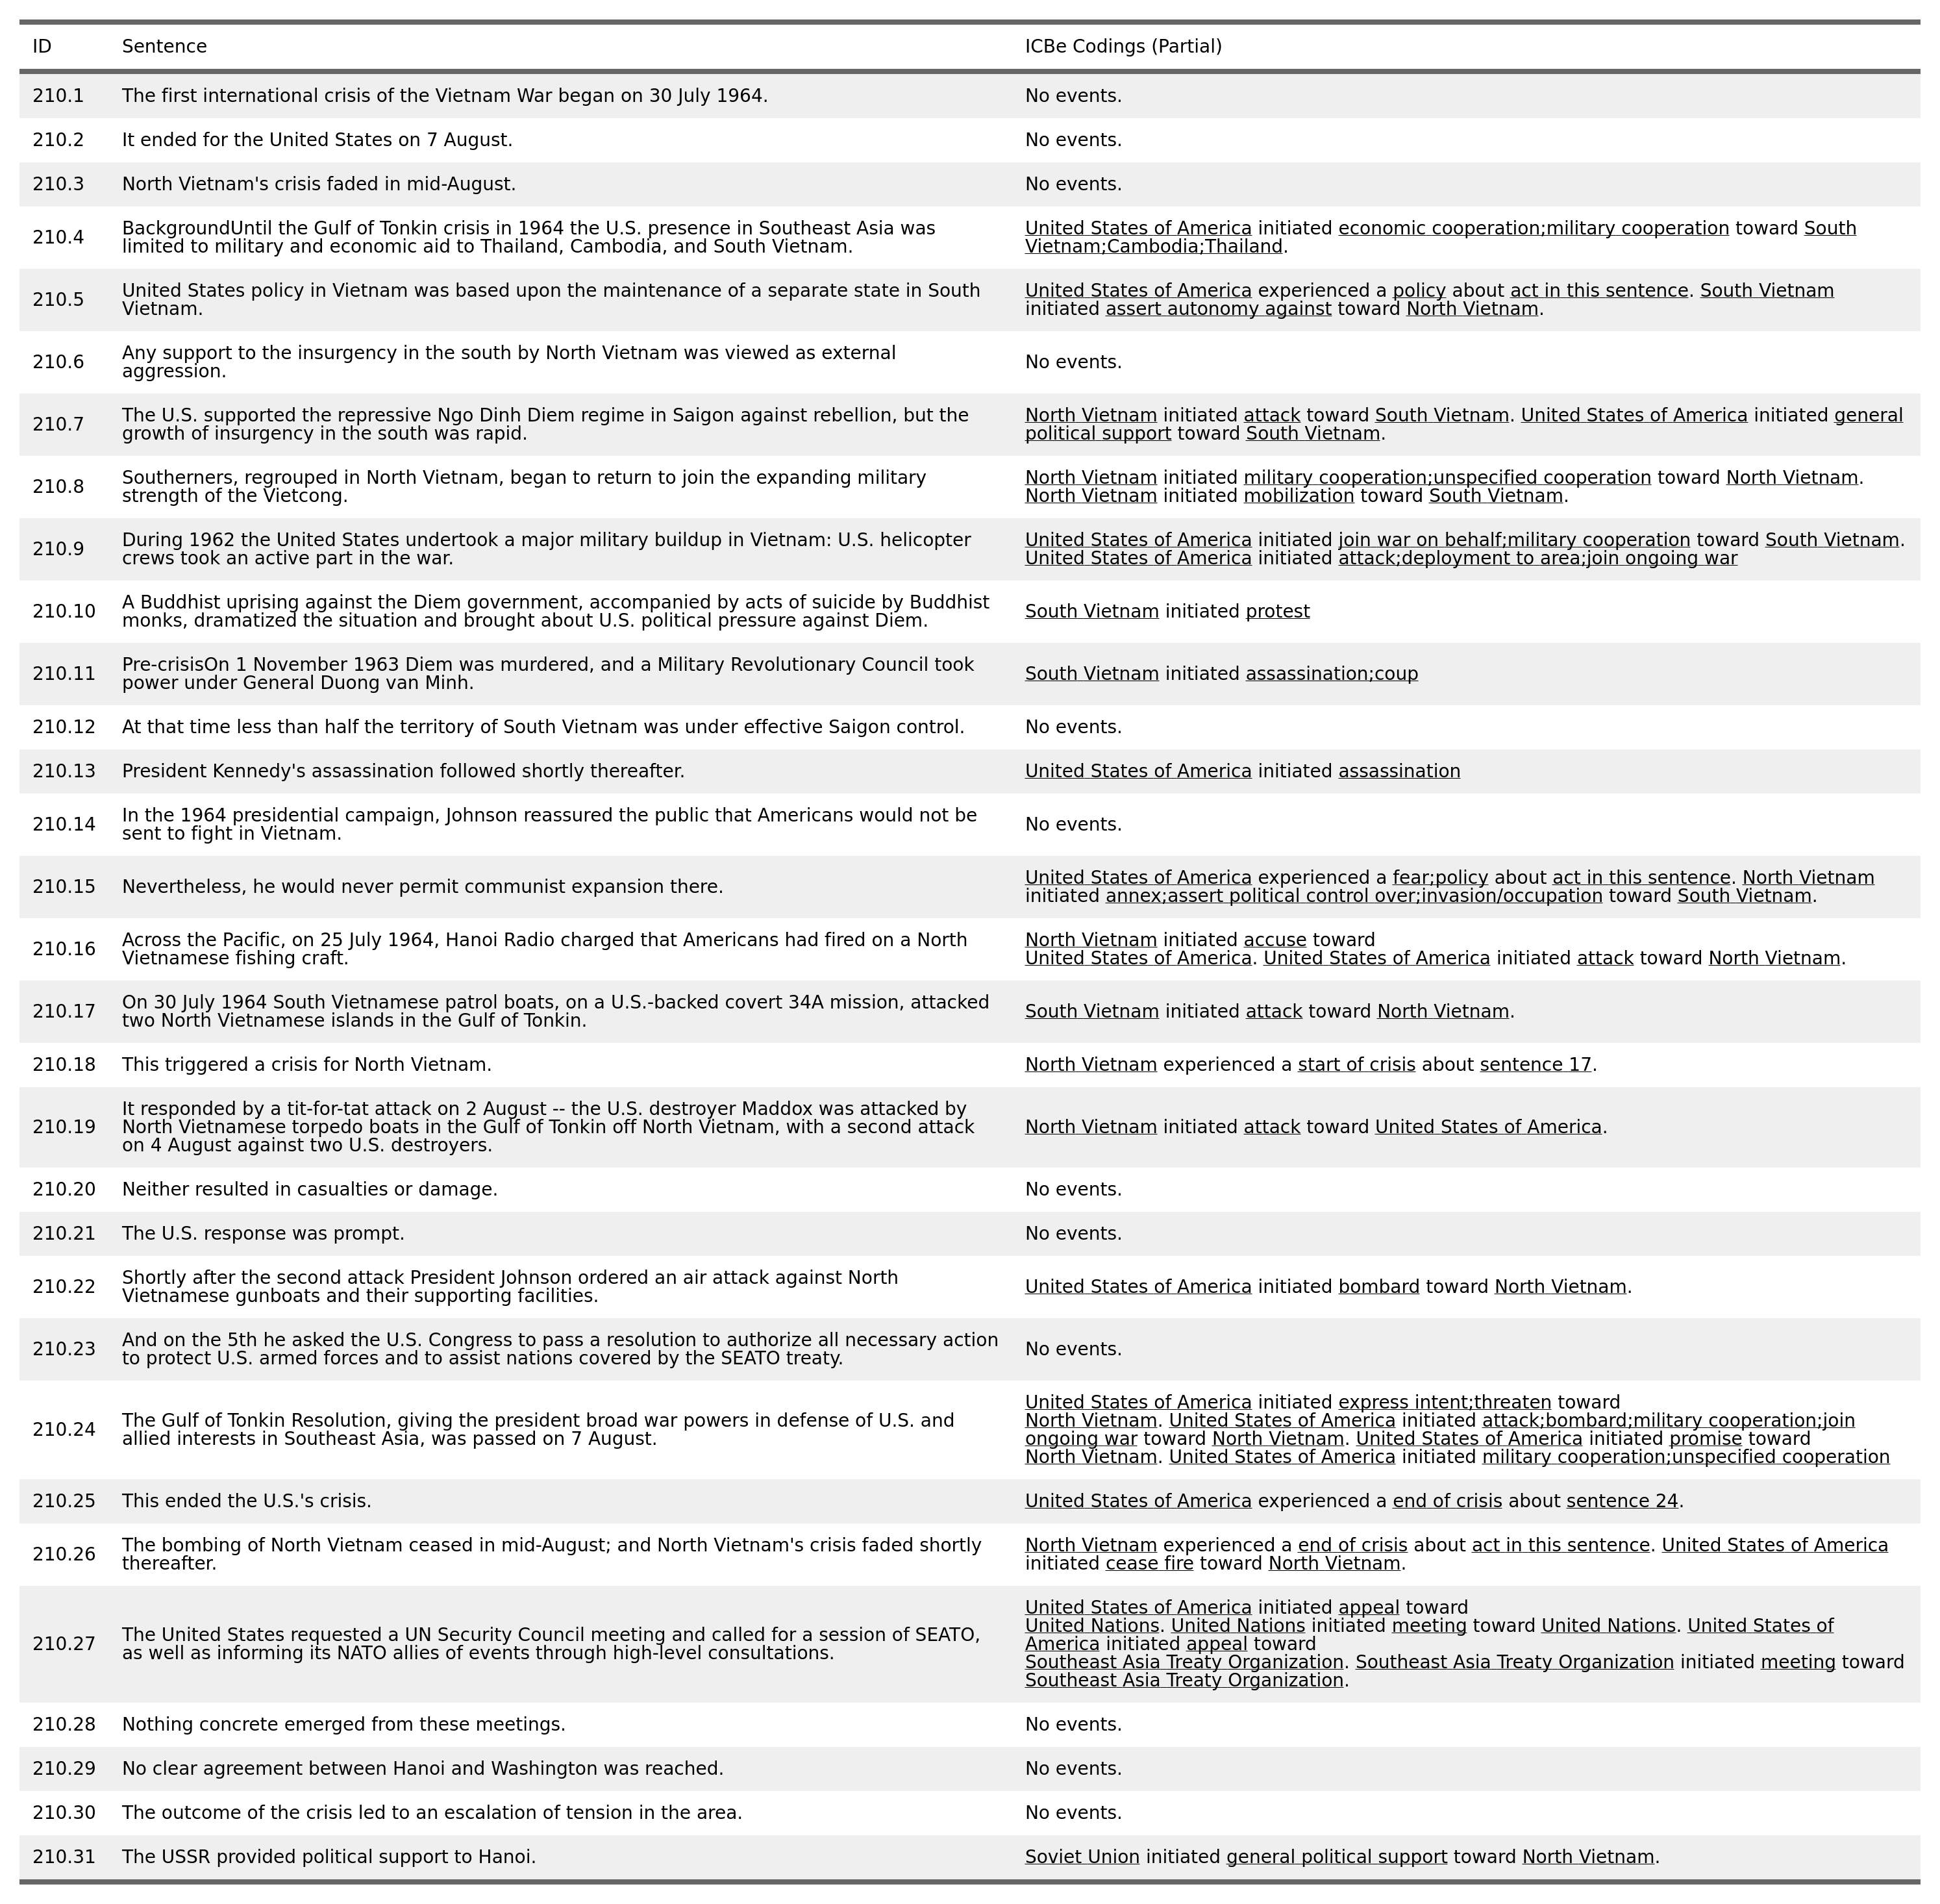 ID Sentence ICBe Codings (Partial)
210.1 The first international crisis of the Vietnam War began on 30 July 1964. No events.
210.2 It ended for the United States on 7 August. No events.
210.3 North Vietnam's crisis faded in mid-August. No events.
210.4 BackgroundUntil the Gulf of Tonkin crisis in 1964 the U.S. presence in Southeast Asia was
limited to military and economic aid to Thailand, Cambodia, and South Vietnam.
United States of America initiated economic cooperation;military cooperation toward South
Vietnam;Cambodia;Thailand.
210.5 United States policy in Vietnam was based upon the maintenance of a separate state in South
Vietnam.
United States of America experienced a policy about act in this sentence. South Vietnam
initiated assert autonomy against toward North Vietnam.
210.6 Any support to the insurgency in the south by North Vietnam was viewed as external
aggression.
No events.
210.7 The U.S. supported the repressive Ngo Dinh Diem regime in Saigon against rebellion, but the
growth of insurgency in the south was rapid.
North Vietnam initiated attack toward South Vietnam. United States of America initiated general
political support toward South Vietnam.
210.8 Southerners, regrouped in North Vietnam, began to return to join the expanding military
strength of the Vietcong.
North Vietnam initiated military cooperation;unspecified cooperation toward North Vietnam.
North Vietnam initiated mobilization toward South Vietnam.
210.9 During 1962 the United States undertook a major military buildup in Vietnam: U.S. helicopter
crews took an active part in the war.
United States of America initiated join war on behalf;military cooperation toward South Vietnam.
United States of America initiated attack;deployment to area;join ongoing war
210.10 A Buddhist uprising against the Diem government, accompanied by acts of suicide by Buddhist
monks, dramatized the situation and brought about U.S. political pressure against Diem.
South Vietnam initiated protest
210.11 Pre-crisisOn 1 November 1963 Diem was murdered, and a Military Revolutionary Council took
power under General Duong van Minh.
South Vietnam initiated assassination;coup
210.12 At that time less than half the territory of South Vietnam was under effective Saigon control. No events.
210.13 President Kennedy's assassination followed shortly thereafter. United States of America initiated assassination
210.14 In the 1964 presidential campaign, Johnson reassured the public that Americans would not be
sent to fight in Vietnam.
No events.
210.15 Nevertheless, he would never permit communist expansion there.
United States of America experienced a fear;policy about act in this sentence. North Vietnam
initiated annex;assert political control over;invasion/occupation toward South Vietnam.
210.16 Across the Pacific, on 25 July 1964, Hanoi Radio charged that Americans had fired on a North
Vietnamese fishing craft.
North Vietnam initiated accuse toward
United States of America. United States of America initiated attack toward North Vietnam.
210.17 On 30 July 1964 South Vietnamese patrol boats, on a U.S.-backed covert 34A mission, attacked
two North Vietnamese islands in the Gulf of Tonkin.
South Vietnam initiated attack toward North Vietnam.
210.18 This triggered a crisis for North Vietnam. North Vietnam experienced a start of crisis about sentence 17.
210.19 It responded by a tit-for-tat attack on 2 August -- the U.S. destroyer Maddox was attacked by
North Vietnamese torpedo boats in the Gulf of Tonkin off North Vietnam, with a second attack
on 4 August against two U.S. destroyers.
North Vietnam initiated attack toward United States of America.
210.20 Neither resulted in casualties or damage. No events.
210.21 The U.S. response was prompt. No events.
210.22 Shortly after the second attack President Johnson ordered an air attack against North
Vietnamese gunboats and their supporting facilities.
United States of America initiated bombard toward North Vietnam.
210.23 And on the 5th he asked the U.S. Congress to pass a resolution to authorize all necessary action
to protect U.S. armed forces and to assist nations covered by the SEATO treaty.
No events.
210.24 The Gulf of Tonkin Resolution, giving the president broad war powers in defense of U.S. and
allied interests in Southeast Asia, was passed on 7 August.
United States of America initiated express intent;threaten toward
North Vietnam. United States of America initiated attack;bombard;military cooperation;join
ongoing war toward North Vietnam. United States of America initiated promise toward
North Vietnam. United States of America initiated military cooperation;unspecified cooperation
210.25 This ended the U.S.'s crisis. United States of America experienced a end of crisis about sentence 24.
210.26 The bombing of North Vietnam ceased in mid-August; and North Vietnam's crisis faded shortly
thereafter.
North Vietnam experienced a end of crisis about act in this sentence. United States of America
initiated cease fire toward North Vietnam.
210.27 The United States requested a UN Security Council meeting and called for a session of SEATO,
as well as informing its NATO allies of events through high-level consultations.
United States of America initiated appeal toward
United Nations. United Nations initiated meeting toward United Nations. United States of
America initiated appeal toward
Southeast Asia Treaty Organization. Southeast Asia Treaty Organization initiated meeting toward
Southeast Asia Treaty Organization.
210.28 Nothing concrete emerged from these meetings. No events.
210.29 No clear agreement between Hanoi and Washington was reached. No events.
210.30 The outcome of the crisis led to an escalation of tension in the area. No events.
210.31 The USSR provided political support to Hanoi. Soviet Union initiated general political support toward North Vietnam.